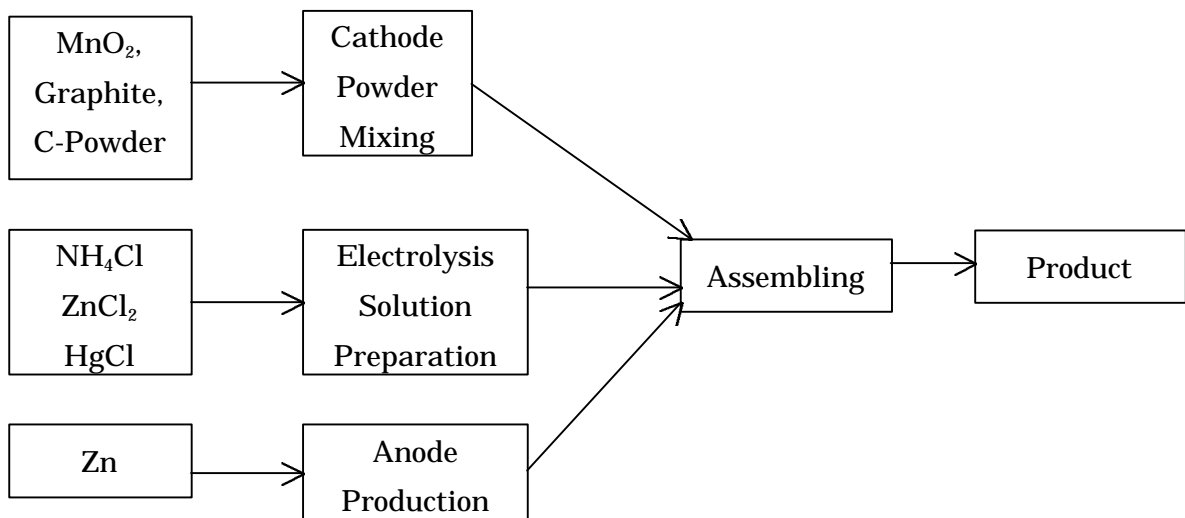 MnO₂,
Graphite,
C-Powder
Cathode
Powder
Mixing
NH₄Cl
ZnCl₂
HgCl
Electrolysis
Solution
Preparation
Assembling
Product
Zn
Anode
Production